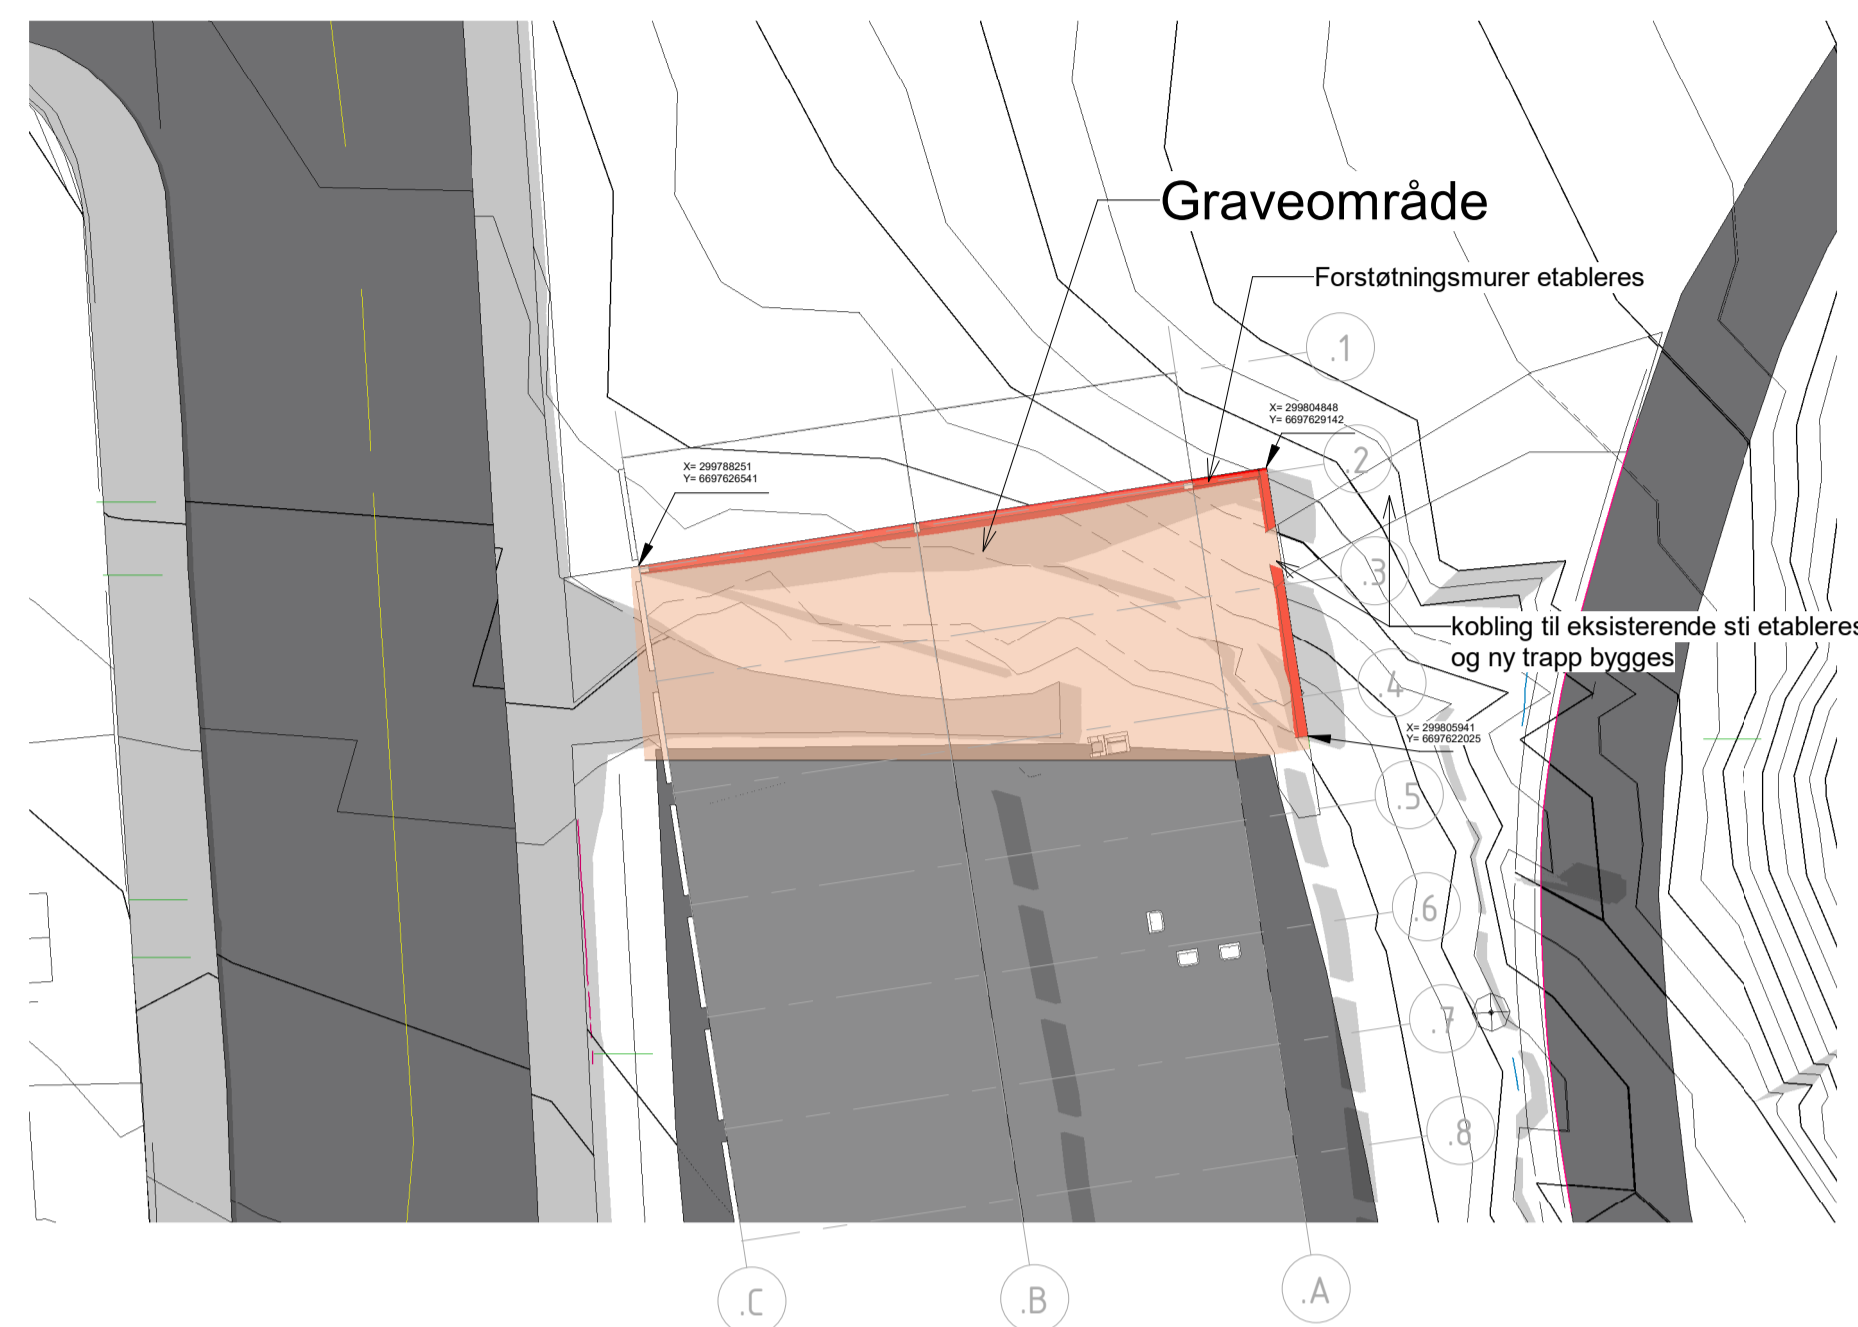 Graveområde
Forstøtningsmurer etableres
.1
X= 299804848
Y= 6697629142
.2
X= 299788251
Y= 6697626541
.3
kobling til eksisterende sti etableres
og ny trapp bygges
.4
X= 299805941
Y= 6697622025
.5
.6
.7
.8
.C
.B
.A